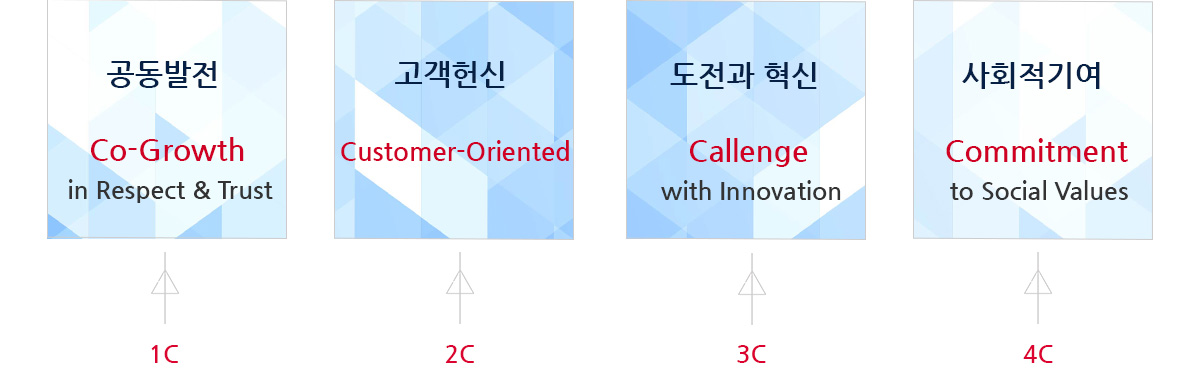 공동발전
Co-Growth
in Respect & Trust
1C
고객헌신
Customer-Oriented
2C
도전과 혁신
Callenge
with Innovation
3C
사회적기여
Commitment
to Social Values
4C